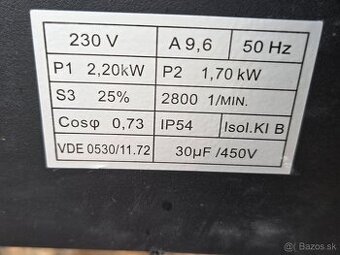 230 V A 9,6 50 Hz
P1 2,20kW P2 1,70 kW
S3 25% 2800 1/MIN.
Cosφ 0,73 IP54 Isol.KI B
VDE 0530/11.72 30µF /450V
© Bazos.sk